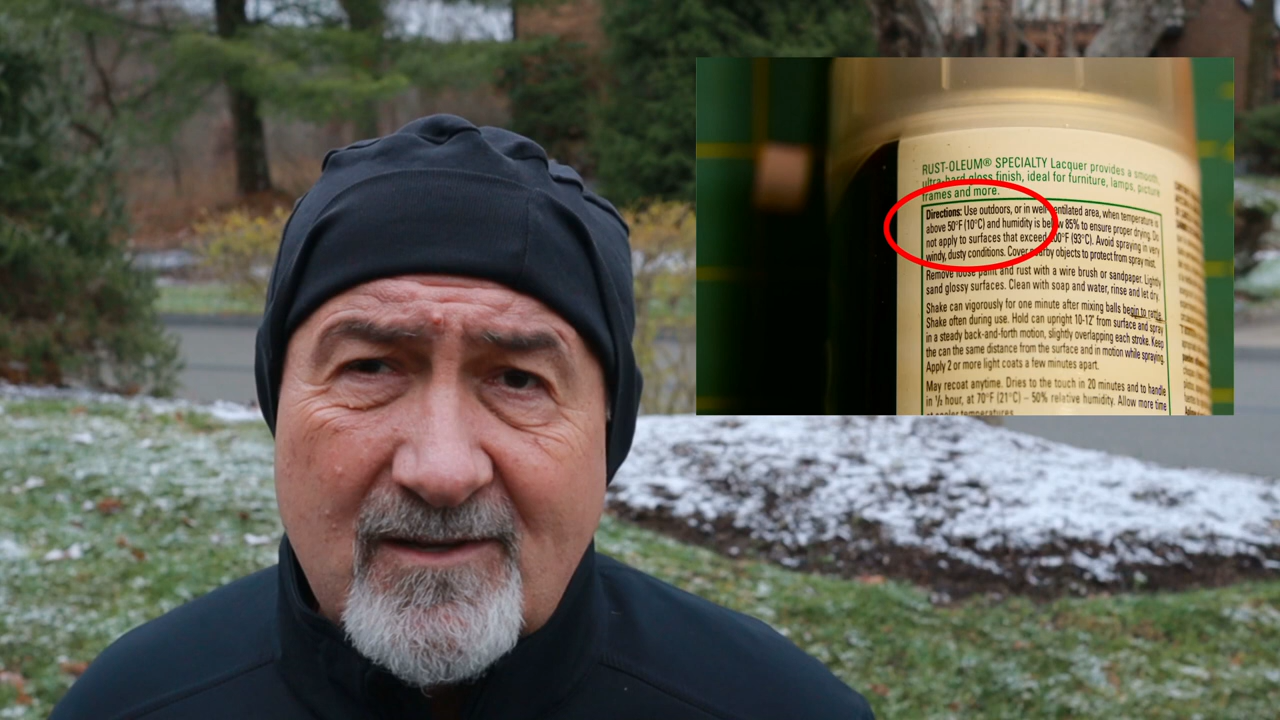 RUST-OLEUM® SPECIALTY Lacquer provides a smooth,
ultra-hard gloss finish, ideal for furniture, lamps, picture
frames and more.
Directions: Use outdoors, or in well-ventilated area, when temperature is
above 50°F (10°C) and humidity is below 85% to ensure proper drying. Do
not apply to surfaces that exceed 200°F (93°C). Avoid spraying in very
windy, dusty conditions. Cover nearby objects to protect from spray mist.
Remove loose paint and rust with a wire brush or sandpaper. Lightly
sand glossy surfaces. Clean with soap and water, rinse and let dry.
Shake can vigorously for one minute after mixing balls begin to rattle.
Shake often during use. Hold can upright 10-12" from surface and spray
in a steady back-and-forth motion, slightly overlapping each stroke. Keep
the can the same distance from the surface and in motion while spraying.
Apply 2 or more light coats a few minutes apart.
May recoat anytime. Dries to the touch in 20 minutes and to handle
in ½ hour, at 70°F (21°C) – 50% relative humidity. Allow more time
at cooler temperatures.